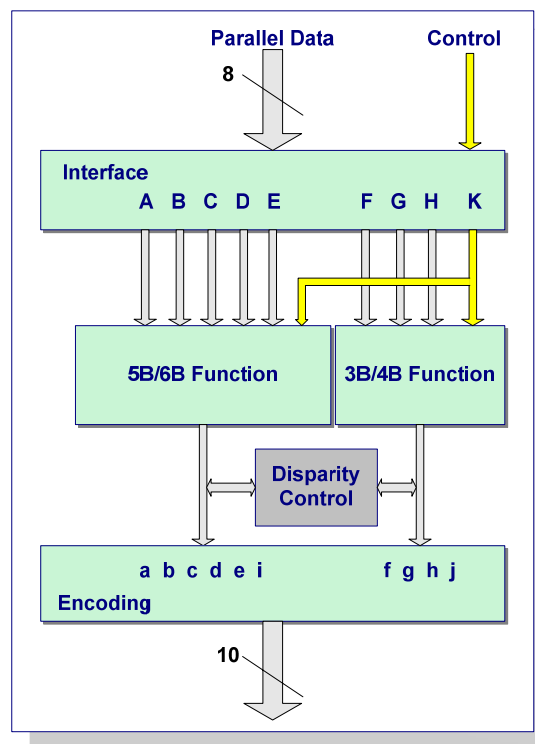 Parallel Data Control
8
Interface
A B C D E F G H K
5B/6B Function 3B/4B Function
Disparity
Control
a b c d e i f g h j
Encoding
10